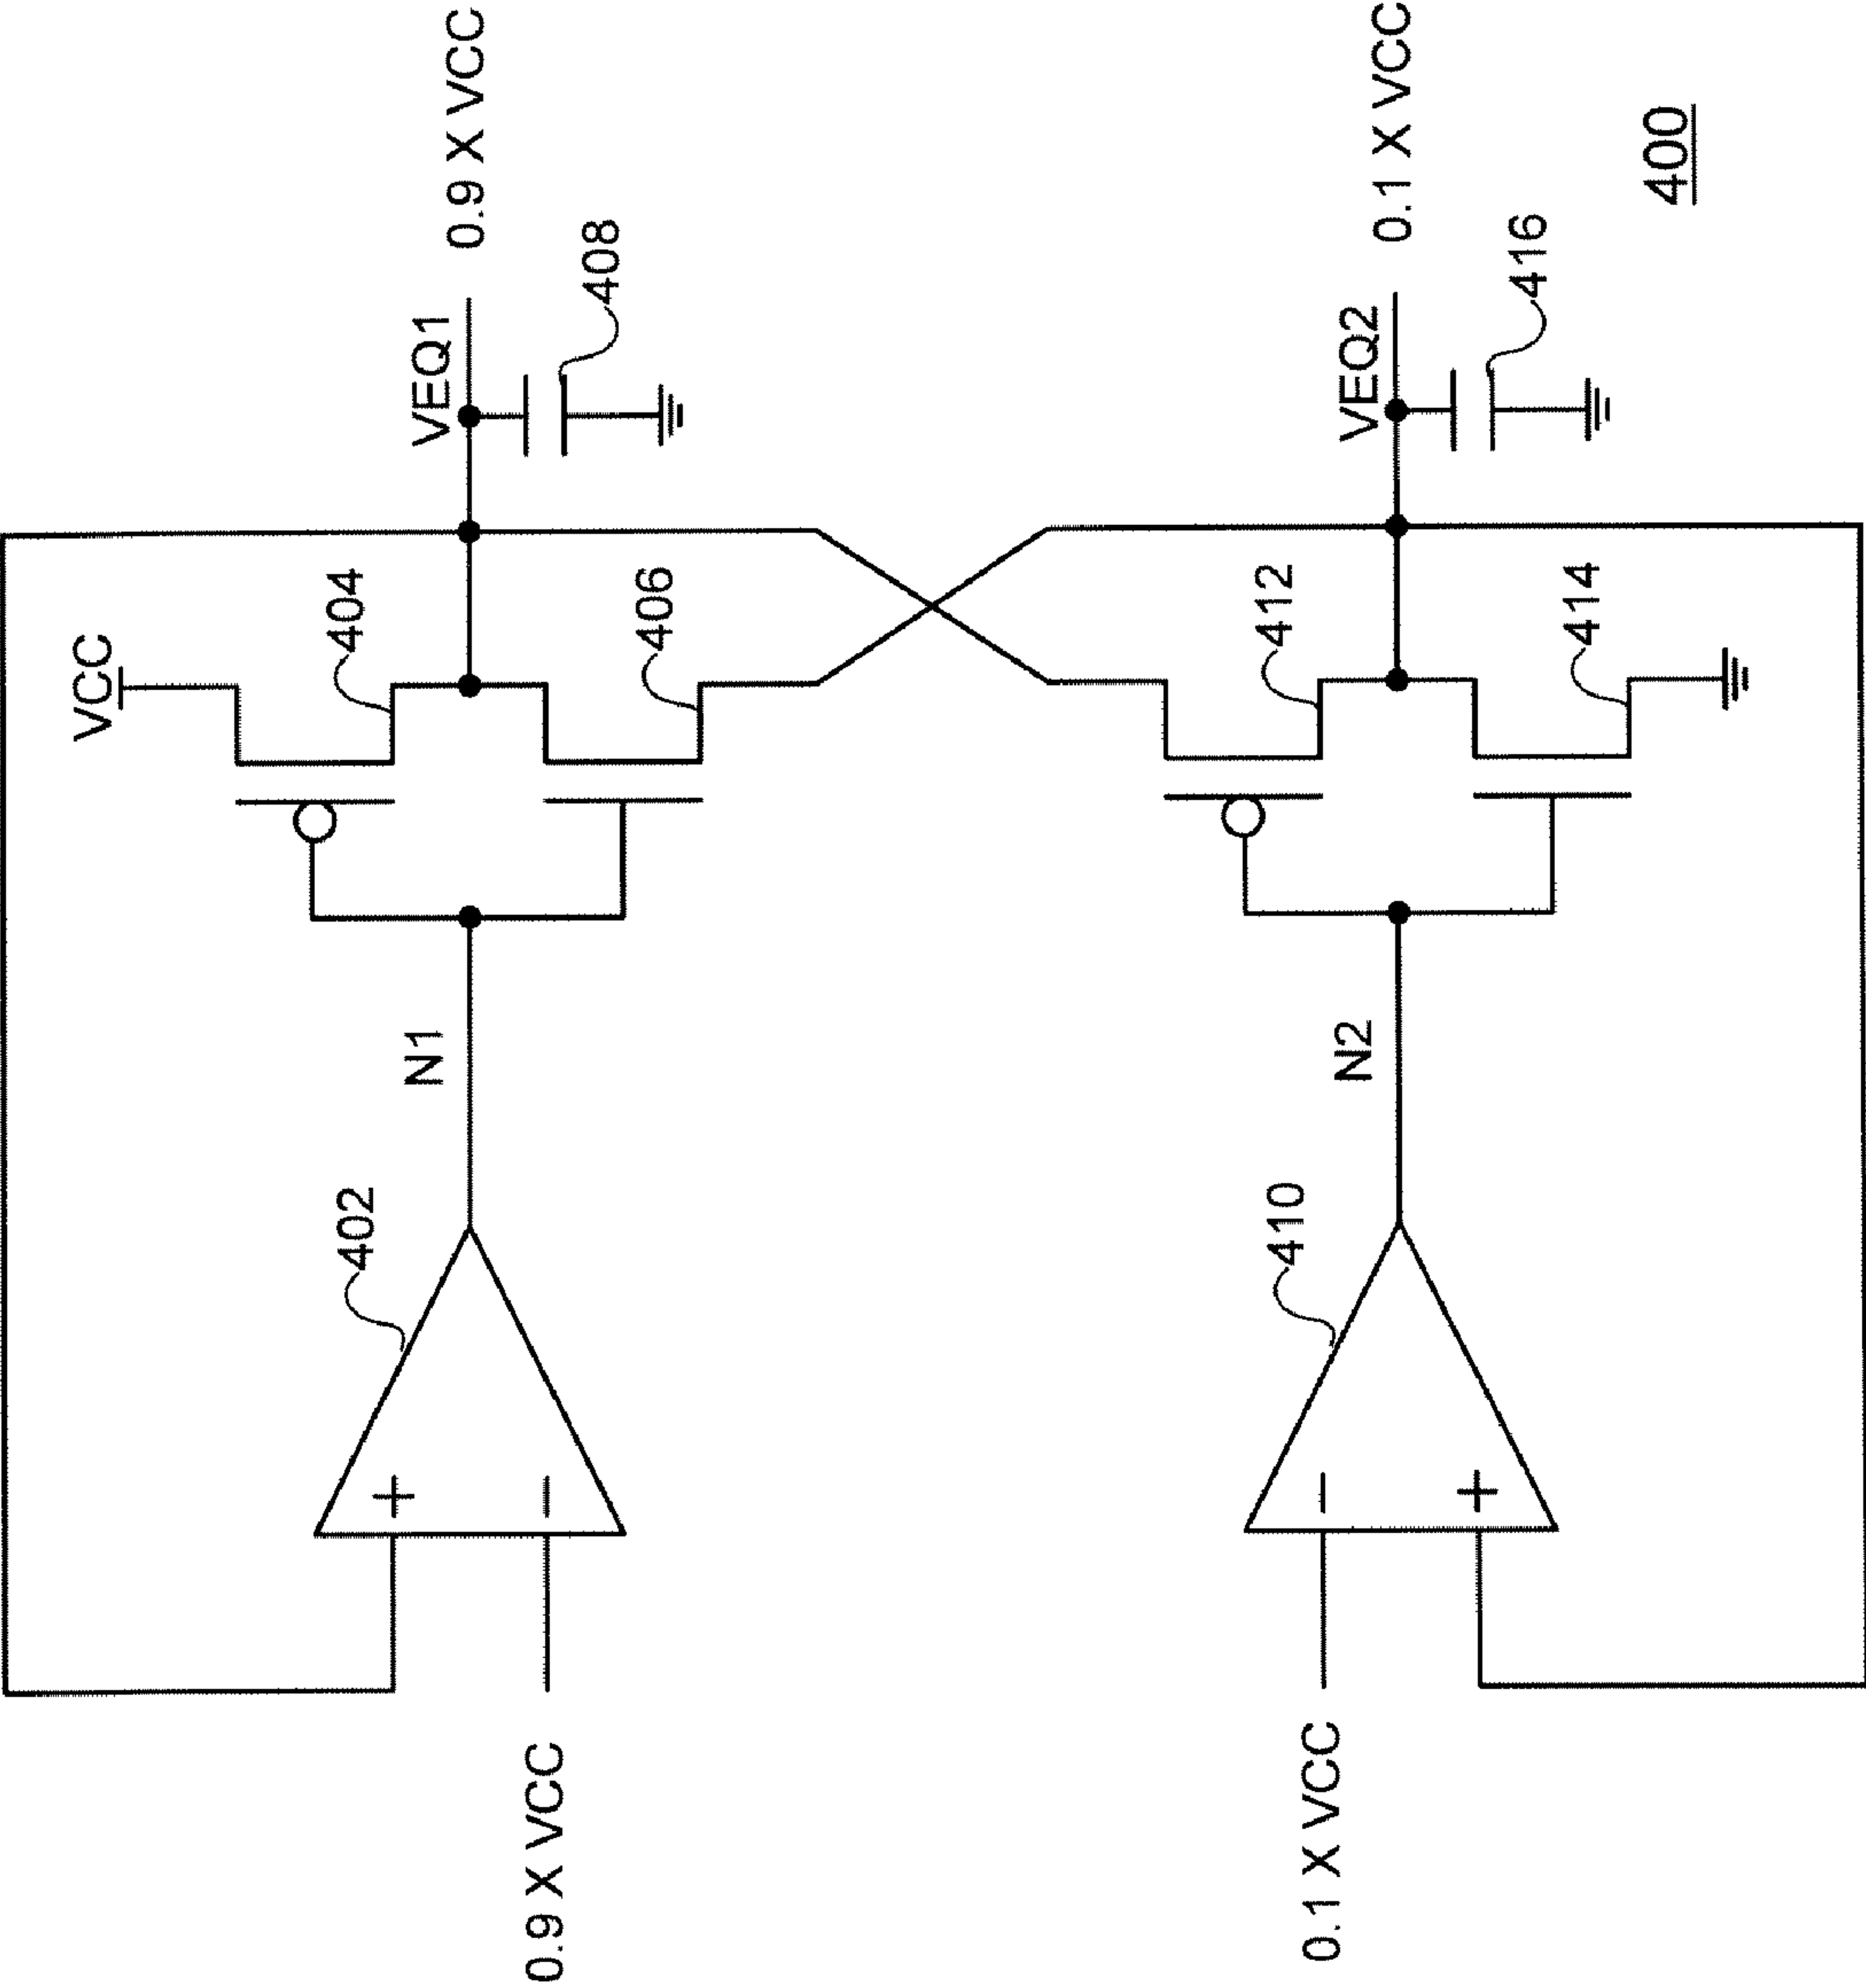 VCC
404
VEQ1
0.9 X VCC
402
N1
406
408
0.9 X VCC
+
−
410
N2
412
VEQ2
0.1 X VCC
0.1 X VCC
−
+
414
416
400